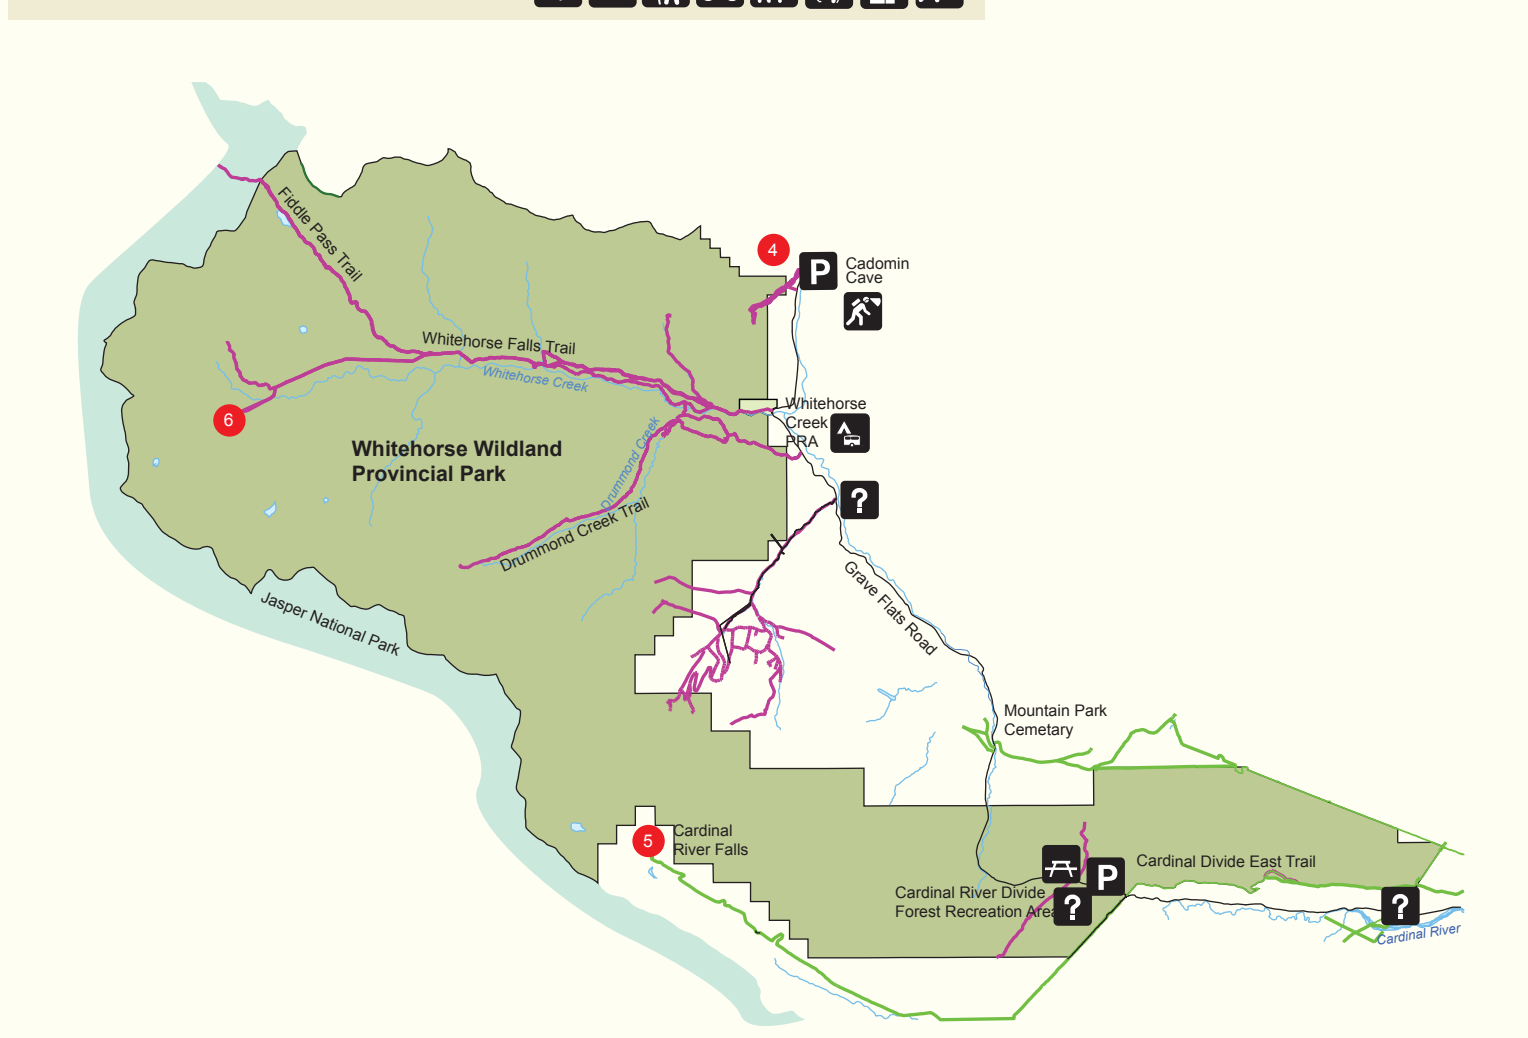 4
P
Cadomin
Cave
Fiddle Pass Trail
Whitehorse Falls Trail
Whitehorse Creek
Whitehorse
Creek
PRA
6
Drummond Creek
Whitehorse Wildland
Provincial Park
?
Drummond Creek Trail
Grave Flats Road
Jasper National Park
Mountain Park
Cemetary
5
Cardinal
River Falls
Cardinal Divide East Trail
P
Cardinal River Divide
Forest Recreation Area
?
?
Cardinal River